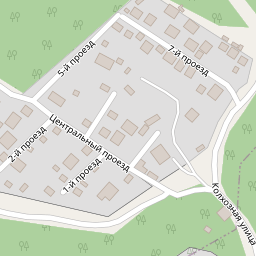 5-й проезд
7-й проезд
Центральный проезд
2-й проезд
1-й проезд
Колхозная улица